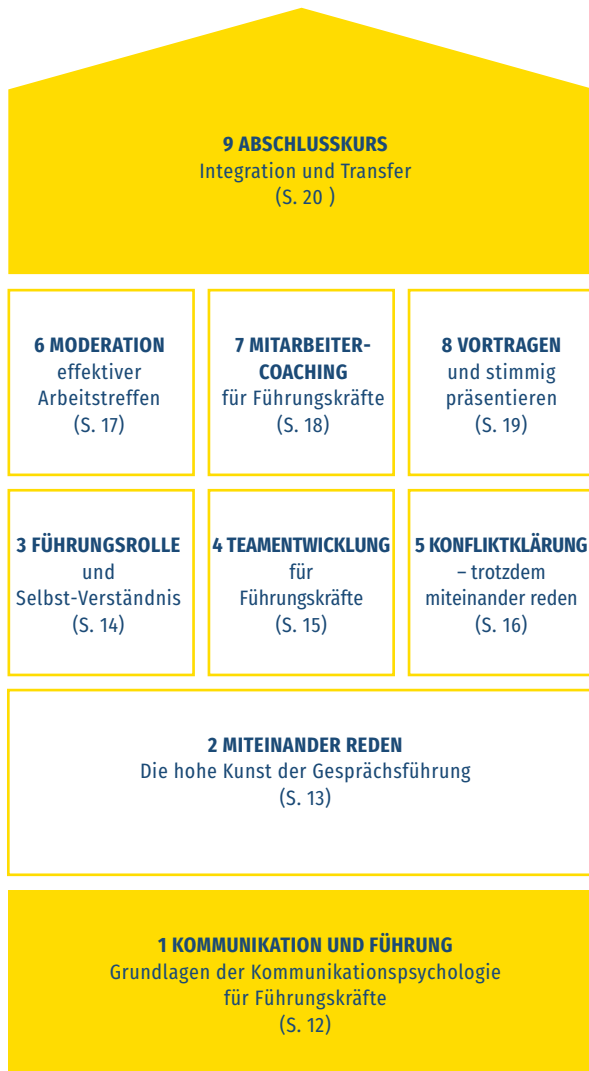 9 ABSCHLUSSKURS
Integration und Transfer
(S. 20 )
6 MODERATION
effektiver
Arbeitstreffen
(S. 17)
7 MITARBEITER-
COACHING
für Führungskräfte
(S. 18)
8 VORTRAGEN
und stimmig
präsentieren
(S. 19)
3 FÜHRUNGSROLLE
und
Selbst-Verständnis
(S. 14)
4 TEAMENTWICKLUNG
für
Führungskräfte
(S. 15)
5 KONFLIKTKLÄRUNG
– trotzdem
miteinander reden
(S. 16)
2 MITEINANDER REDEN
Die hohe Kunst der Gesprächsführung
(S. 13)
1 KOMMUNIKATION UND FÜHRUNG
Grundlagen der Kommunikationspsychologie
für Führungskräfte
(S. 12)